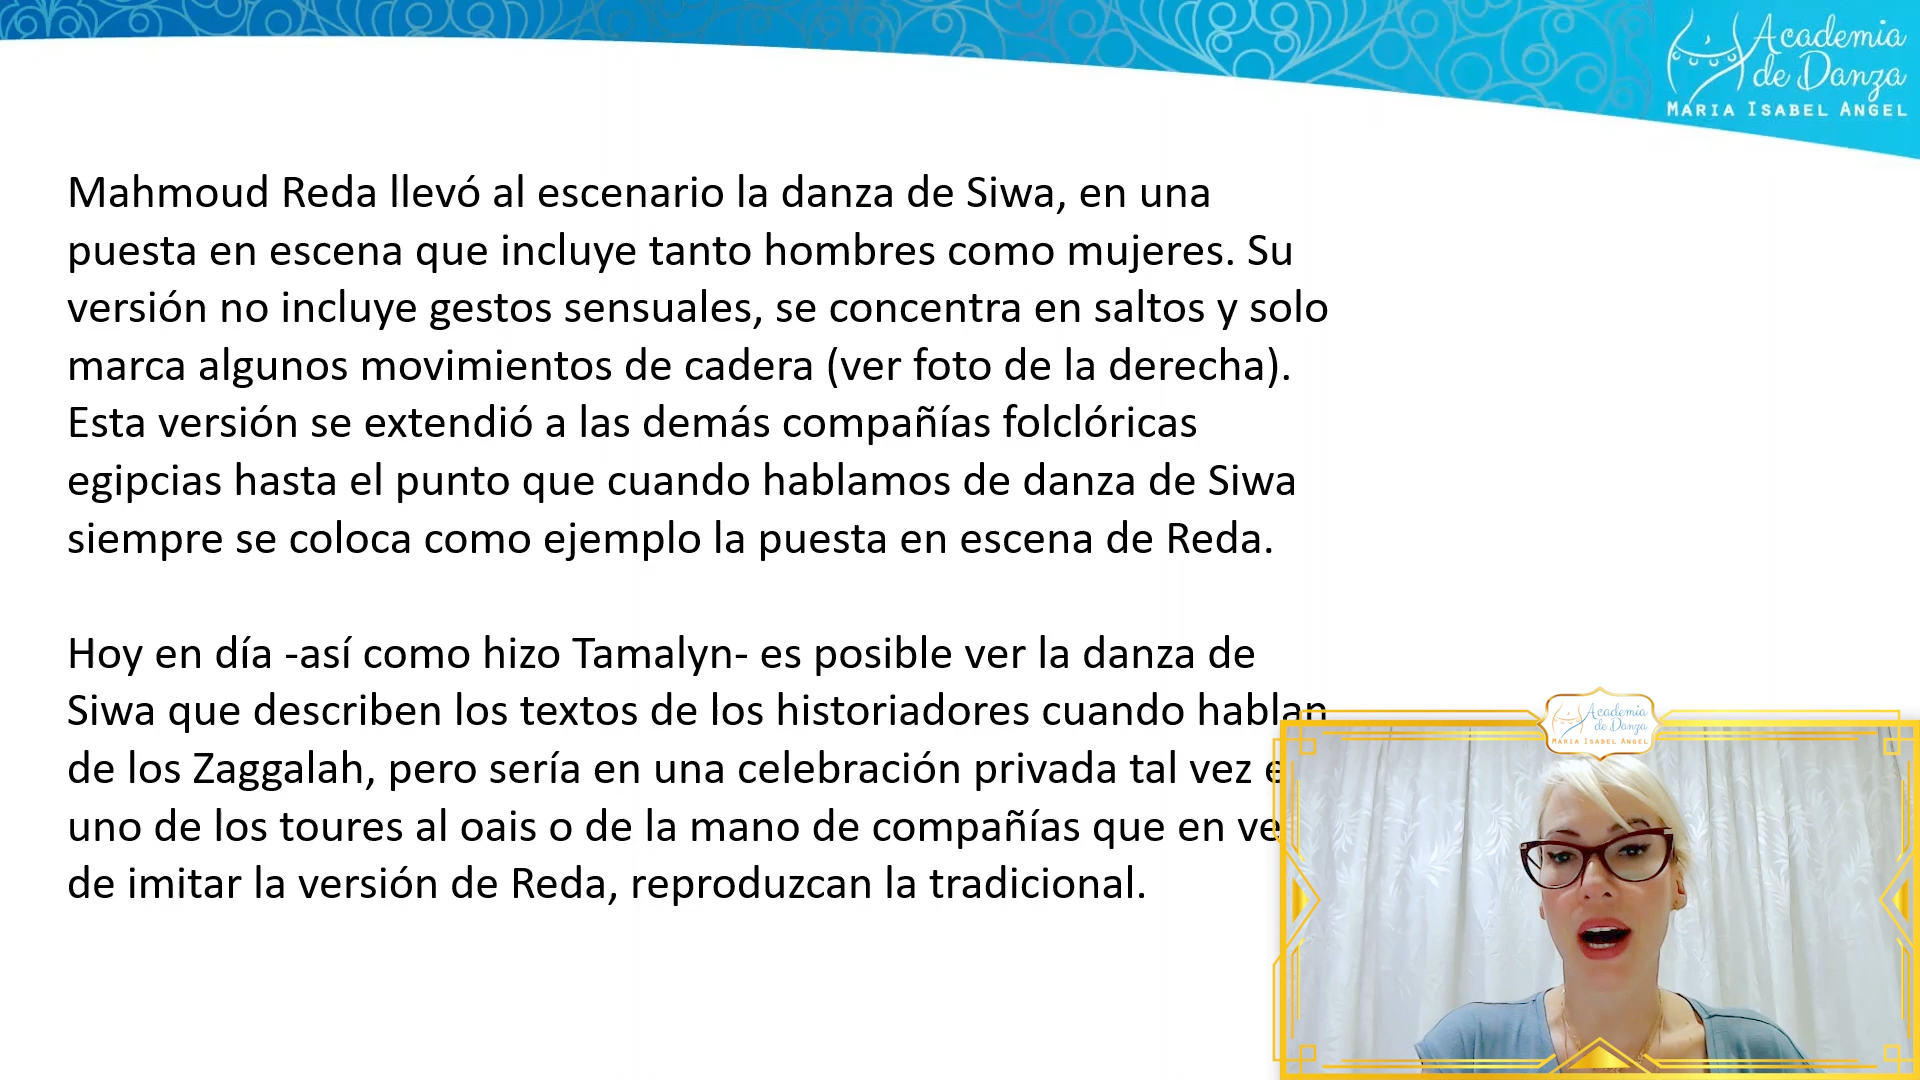 Academia
de Danza
MARIA ISABEL ANGEL
Mahmoud Reda llevó al escenario la danza de Siwa, en una
puesta en escena que incluye tanto hombres como mujeres. Su
versión no incluye gestos sensuales, se concentra en saltos y solo
marca algunos movimientos de cadera (ver foto de la derecha).
Esta versión se extendió a las demás compañías folclóricas
egipcias hasta el punto que cuando hablamos de danza de Siwa
siempre se coloca como ejemplo la puesta en escena de Reda.
Hoy en día -así como hizo Tamalyn- es posible ver la danza de
Siwa que describen los textos de los historiadores cuando hablan
de los Zaggalah, pero sería en una celebración privada tal vez
uno de los toures al oais o de la mano de compañías que en
de imitar la versión de Reda, reproduzcan la tradicional.
Academia
de Danza
MARIA ISABEL ANGEL